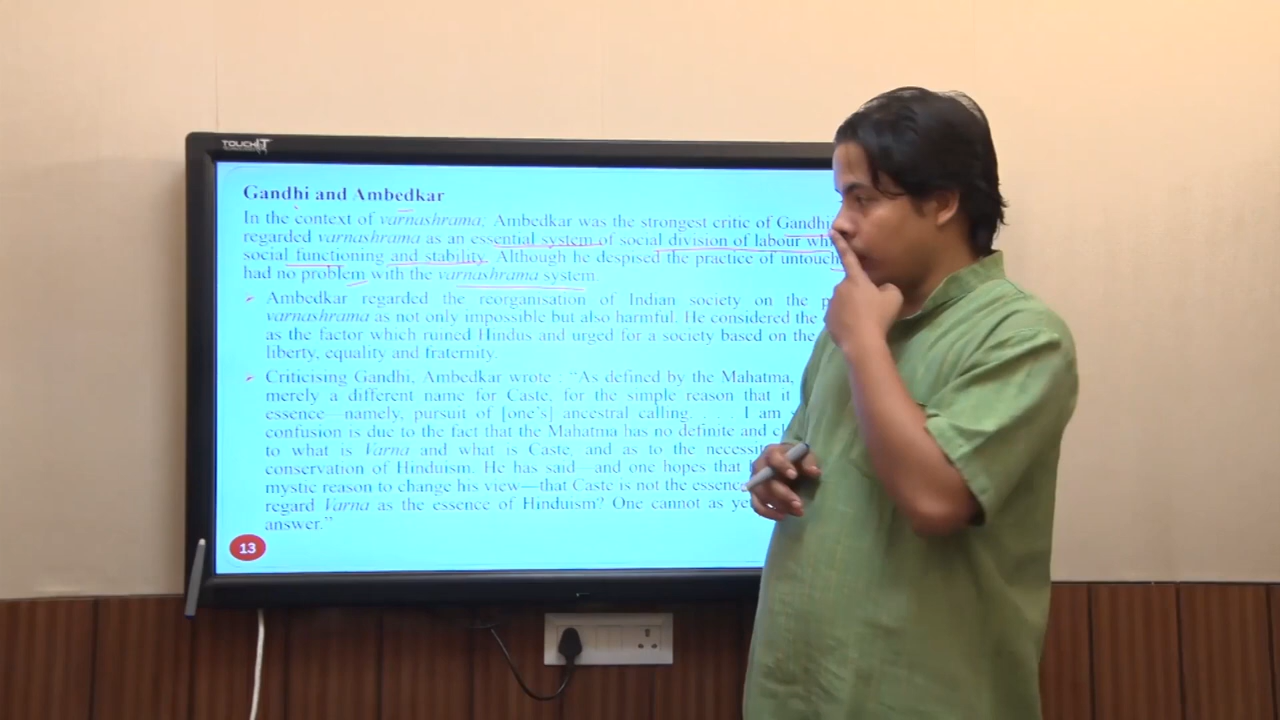 TOUCHIT
Gandhi and Ambedkar
In the context of varnashrama; Ambedkar was the strongest critic of Gandhi
regarded varnashrama as an essential system of social division of labour whi
social functioning and stability. Although he despised the practice of untouch
had no problem with the varnashrama system.
Ambedkar regarded the reorganisation of Indian society on the p
varnashrama as not only impossible but also harmful. He considered the
as the factor which ruined Hindus and urged for a society based on the
liberty, equality and fraternity.
Criticising Gandhi, Ambedkar wrote : “As defined by the Mahatma,
merely a different name for Caste, for the simple reason that it
essence—namely, pursuit of [one's] ancestral calling. . . . I am
confusion is due to the fact that the Mahatma has no definite and cl
to what is Varna and what is Caste, and as to the necessit
conservation of Hinduism. He has said—and one hopes that
mystic reason to change his view—that Caste is not the essenc
regard Varna as the essence of Hinduism? One cannot as ye
answer.”
13